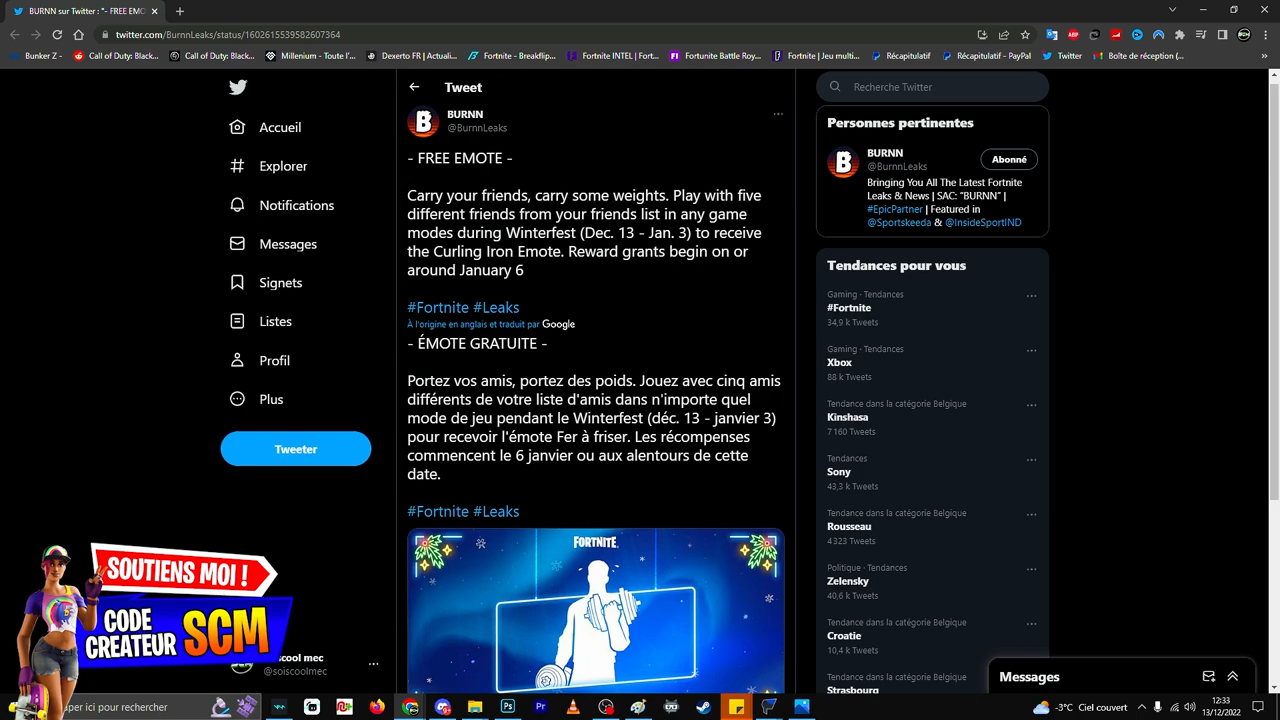 BURNN sur Twitter : "- FREE EMO
twitter.com/BurnnLeaks/status/1602615539582607364
Bunker Z -
Call of Duty: Black...
Call of Duty: Black...
Millenium - Toute l...
Dexerto FR | Actuali...
Fortnite - Breakflip...
Fortnite INTEL | Fort...
Fortunite Battle Roy...
Fortnite | Jeu multi...
Récapitulatif
Récapitulatif - PayP...
Twitter
Boîte de réception (...
Accueil
Explorer
Notifications
Messages
Signets
Listes
Profil
Plus
Tweeter
Tweet
BURNN
@BurnnLeaks
- FREE EMOTE -
Carry your friends, carry some weights. Play with five
different friends from your friends list in any game
modes during Winterfest (Dec. 13 - Jan. 3) to receive
the Curling Iron Emote. Reward grants begin on or
around January 6
#Fortnite #Leaks
À l'origine en anglais et traduit par Google
- ÉMOTE GRATUITE -
Portez vos amis, portez des poids. Jouez avec cinq amis
différents de votre liste d'amis dans n'importe quel
mode de jeu pendant le Winterfest (déc. 13 - janvier 3)
pour recevoir l'émote Fer à friser. Les récompenses
commencent le 6 janvier ou aux alentours de cette
date.
#Fortnite #Leaks
FORTNITE
Recherche Twitter
Personnes pertinentes
BURNN
@BurnnLeaks
Abonné
Bringing You All The Latest Fortnite
Leaks & News | SAC: "BURNN" |
#EpicPartner | Featured in
@Sportskeeda & @InsideSportIND
Tendances pour vous
Gaming · Tendances
#Fortnite
34,9 k Tweets
Gaming · Tendances
Xbox
88 k Tweets
Tendance dans la catégorie Belgique
Kinshasa
7 160 Tweets
Tendances
Sony
43,3 k Tweets
Tendance dans la catégorie Belgique
Rousseau
4 323 Tweets
Politique · Tendances
Zelensky
40,6 k Tweets
Tendance dans la catégorie Belgique
Croatie
10,4 k Tweets
Tendance dans la catégorie Belgique
Strasbourg
Messages
SOUTIENS MOI !
CODE
CREATEUR SCM
cool mec
@soiscoolmec
ici pour rechercher
-3°C Ciel couvert
12:33
13/12/2022